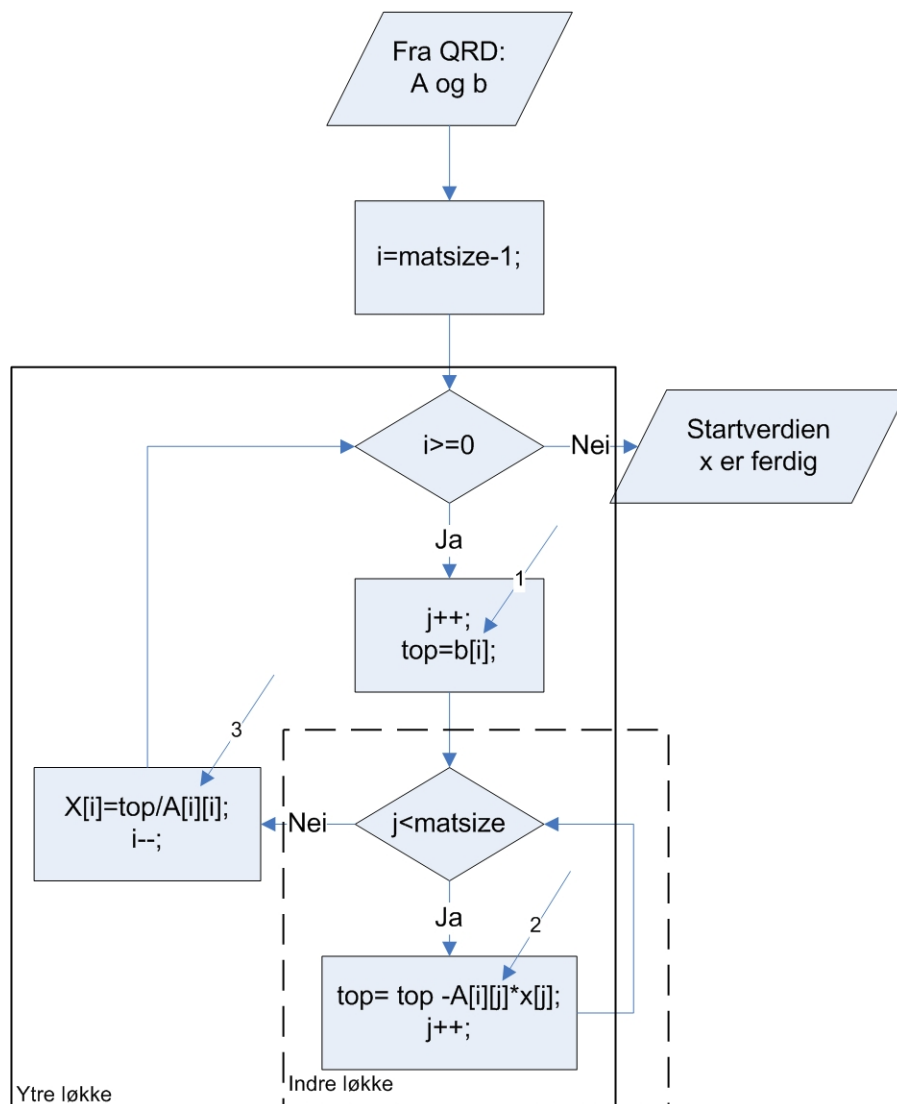 Fra QRD:
A og b
i=matsize-1;
i>=0
Nei
Startverdien
x er ferdig
Ja
1
j++;
top=b[i];
3
X[i]=top/A[i][i];
i--;
Nei
j<matsize
Ja
2
top= top -A[i][j]*x[j];
j++;
Ytre løkke
Indre løkke